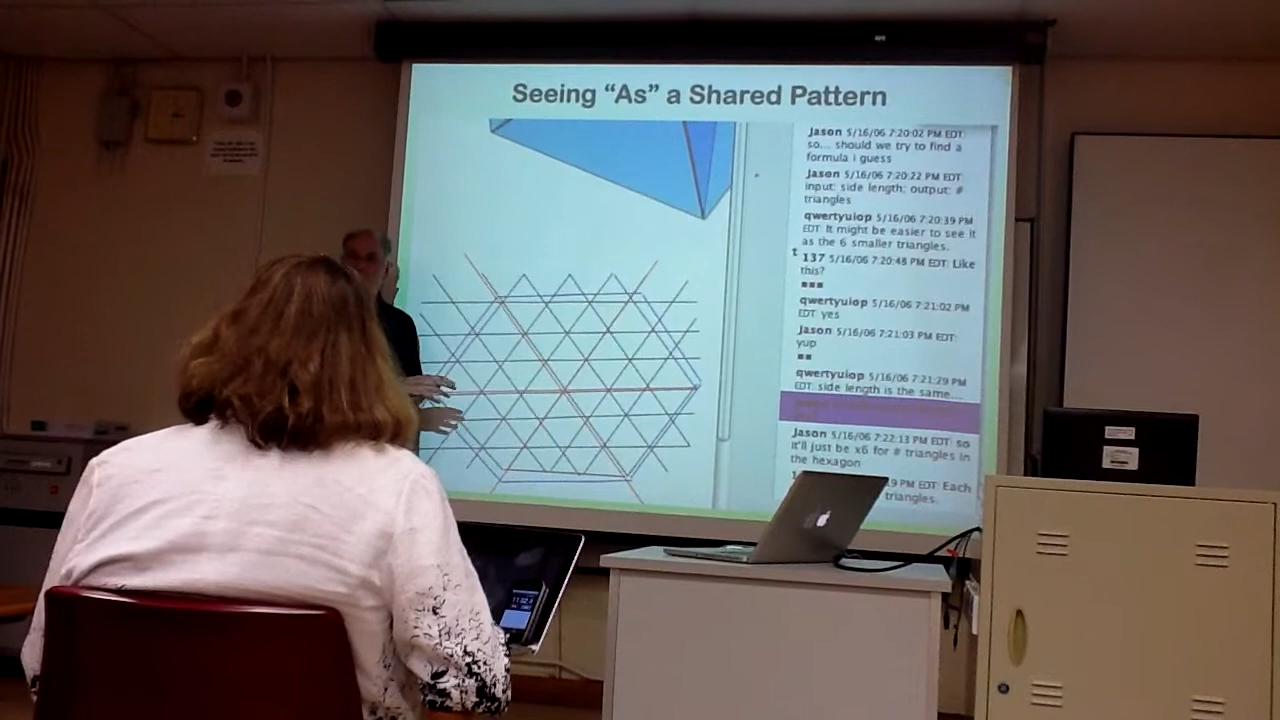 Seeing “As” a Shared Pattern
Jason 5/16/06 7:20:02 PM EDT:
so... should we try to find a
formula i guess
Jason 5/16/06 7:20:22 PM EDT:
input: side length; output: #
triangles
qwertyuiop 5/16/06 7:20:39 PM
EDT: It might be easier to see it
as the 6 smaller triangles.
137 5/16/06 7:20:48 PM EDT: Like
this?
qwertyuiop 5/16/06 7:21:02 PM
EDT: yes
Jason 5/16/06 7:21:03 PM EDT:
yup
qwertyuiop 5/16/06 7:21:29 PM
EDT: side length is the same...
Jason 5/16/06 7:22:13 PM EDT: so
it'll just be x6 for # triangles in
the hexagon
9 PM EDT: Each
triangles.